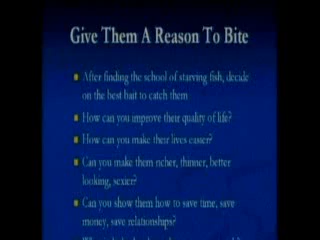 Give Them A Reason To Bite
After finding the school of starving fish, decide
on the best bait to catch them
How can you improve their quality of life?
How can you make their lives easier?
Can you make them richer, thinner, better
looking, sexier?
Can you show them how to save time, save
money, save relationships?